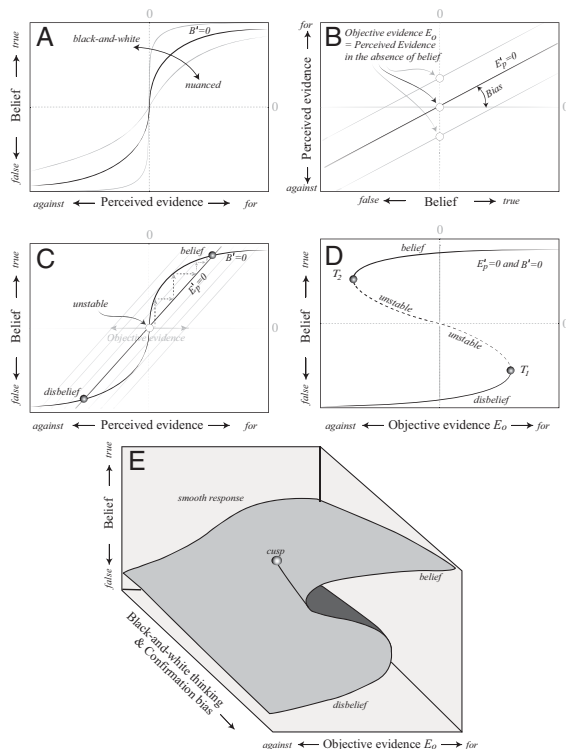 A
0
B'=0
black-and-white
nuanced
0
true
Belief
false
against
Perceived evidence
for
B
0
Objective evidence Eo
= Perceived Evidence
in the absence of belief
E'p=0
Bias
0
for
Perceived evidence
against
false
Belief
true
C
0
belief
B'=0
E'p=0
unstable
Objective evidence
disbelief
0
true
Belief
false
against
Perceived evidence
for
D
0
belief
E'p=0 and B'=0
T2
unstable
unstable
T1
disbelief
0
true
Belief
false
against
Objective evidence Eo
for
E
smooth response
cusp
belief
disbelief
true
Belief
false
Black-and-white thinking
& Confirmation
bias
against
Objective evidence Eo
for